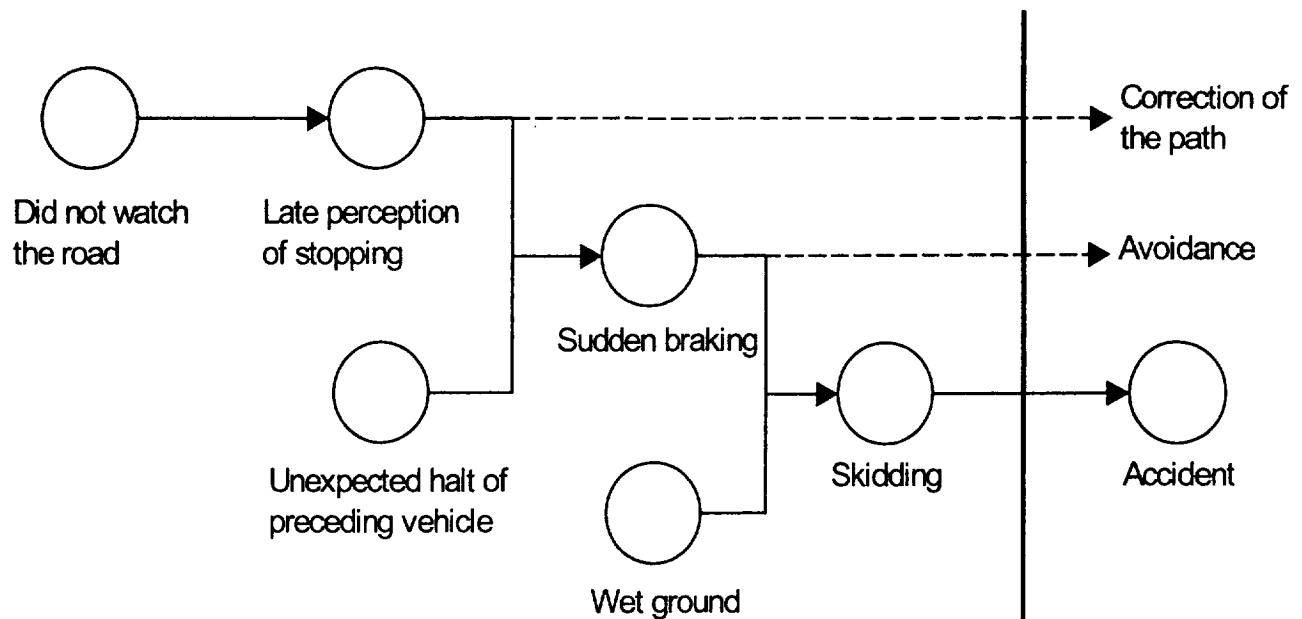 Correction of
the path
Did not watch
the road
Late perception
of stopping
Avoidance
Sudden braking
Unexpected halt of
preceding vehicle
Skidding
Accident
Wet ground